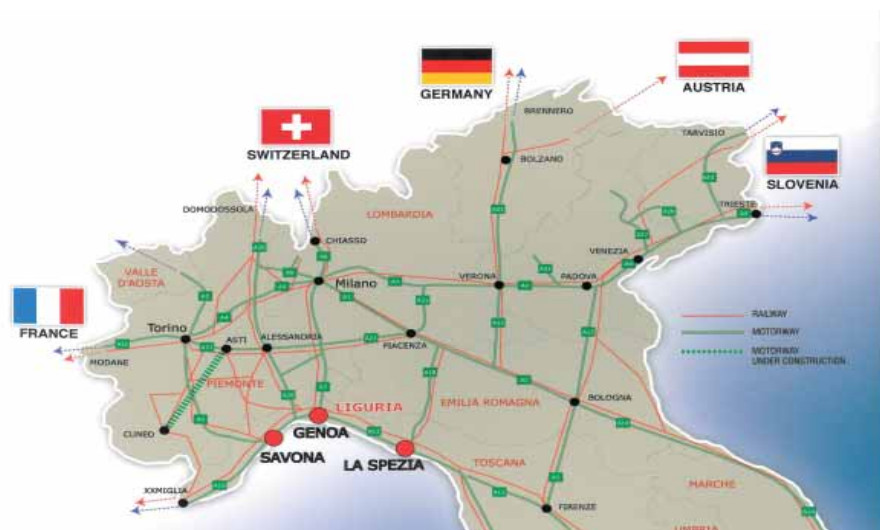 GERMANY
AUSTRIA
BRENNERO
TARVISIO
SWITZERLAND
BOLZANO
SLOVENIA
DOMODOSSOLA
LOMBARDIA
TRIESTE
CHIASSO
VENEZIA
VALLE
D'AOSTA
Milano
VERONA
PADOVA
FRANCE
Torino
ASTI
ALESSANDRIA
PIACENZA
MODANE
RAILWAY
MOTORWAY
MOTORWAY
UNDER CONSTRUCTION
PIEMONTE
LIGURIA
EMILIA ROMAGNA
BOLOGNA
GENOA
CUNEO
SAVONA
LA SPEZIA
TOSCANA
XXMIGLIA
MARCHE
FIRENZE
UMBRIA